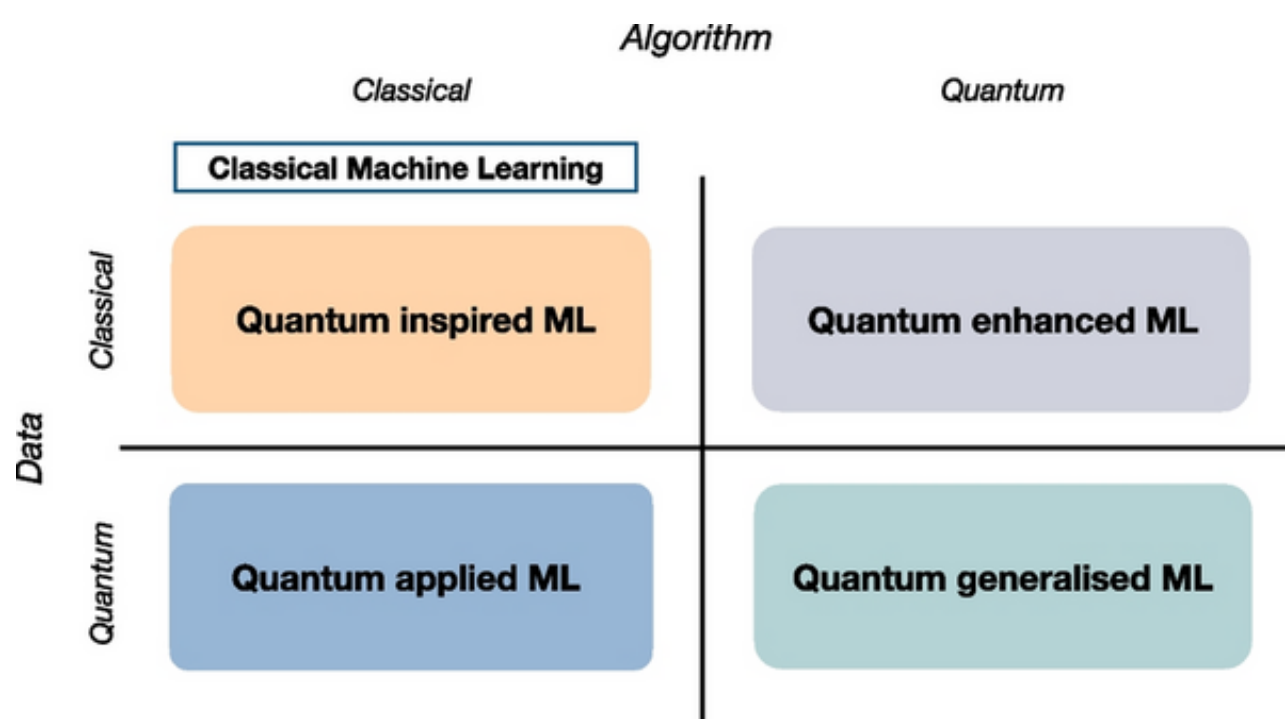 Algorithm
Classical
Quantum
Classical Machine Learning
Data
Classical
Quantum inspired ML
Quantum enhanced ML
Quantum
Quantum applied ML
Quantum generalised ML